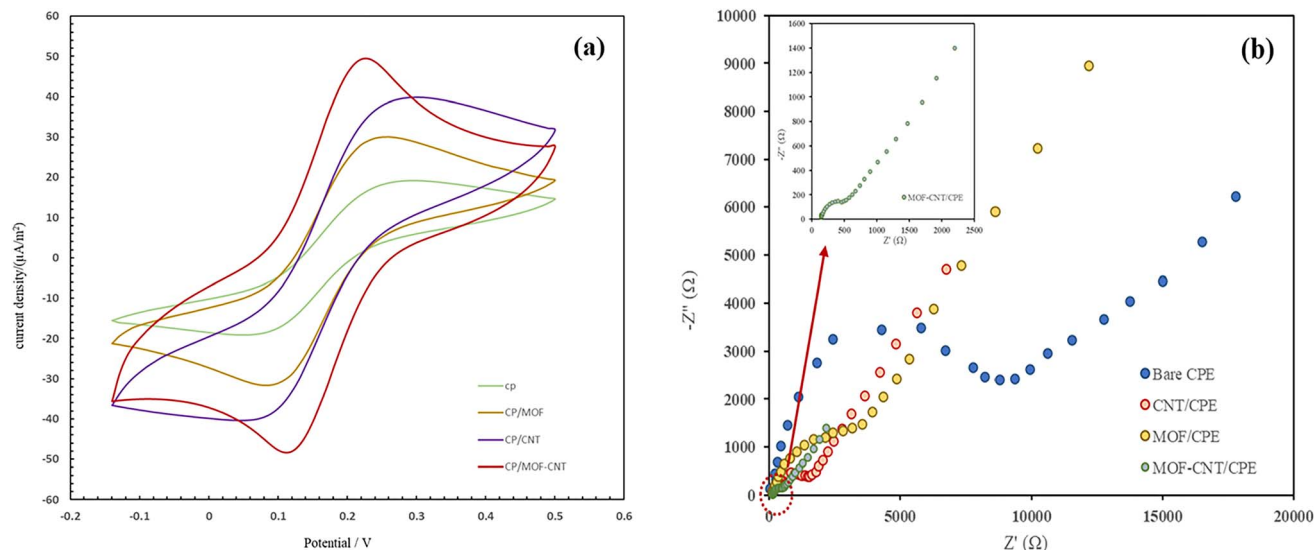 (a)
60
50
40
30
20
10
0
-10
-20
-30
-40
-50
-60
-0.2 -0.1 0 0.1 0.2 0.3 0.4 0.5 0.6
current density/(μA/m²)
Potential / V
cp
CP/MOF
CP/CNT
CP/MOF-CNT
(b)
10000
9000
8000
7000
6000
5000
4000
3000
2000
1000
0
0 5000 10000 15000 20000
-Z" (Ω)
Z' (Ω)
1600
1400
1200
1000
800
600
400
200
0
0 500 1000 1500 2000 2500
-Z" (Ω)
Z' (Ω)
MOF-CNT/CPE
Bare CPE
CNT/CPE
MOF/CPE
MOF-CNT/CPE